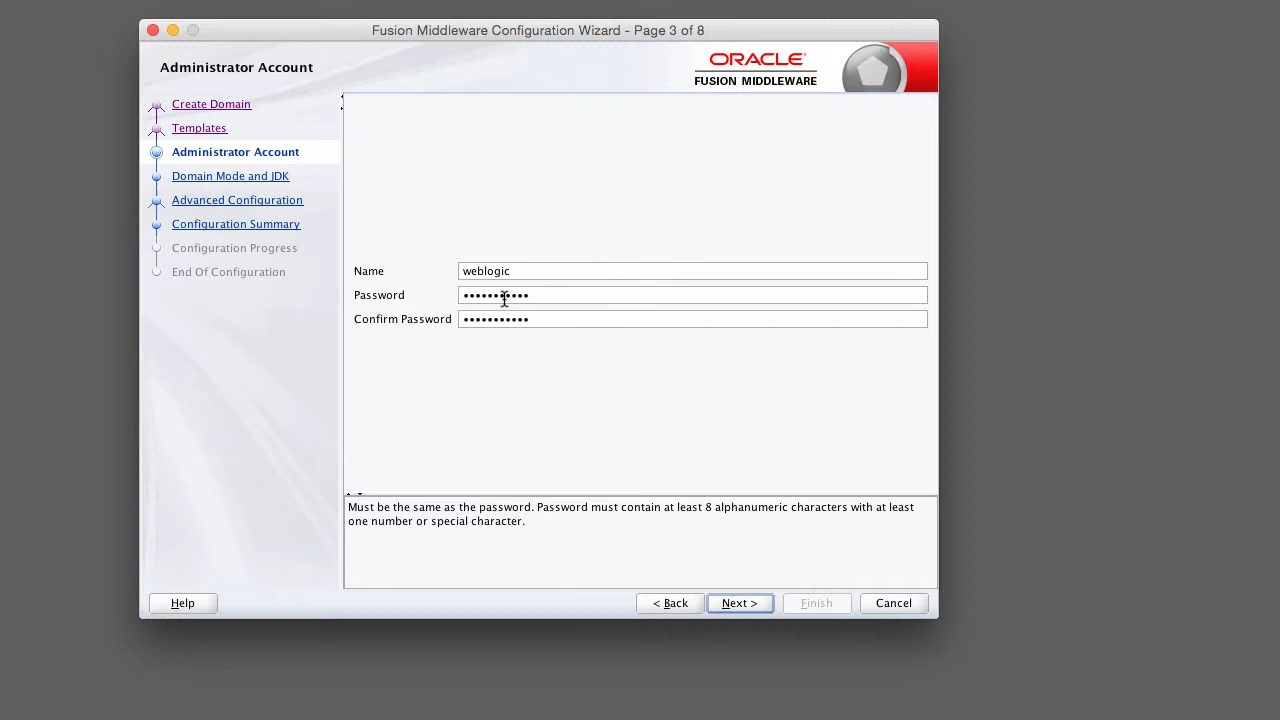 Fusion Middleware Configuration Wizard - Page 3 of 8
Administrator Account
ORACLE
FUSION MIDDLEWARE
Create Domain
Templates
Administrator Account
Domain Mode and JDK
Advanced Configuration
Configuration Summary
Configuration Progress
End Of Configuration
Name weblogic
Password •••••••••••
Confirm Password •••••••••••
Must be the same as the password. Password must contain at least 8 alphanumeric characters with at least
one number or special character.
Help < Back Next > Finish Cancel